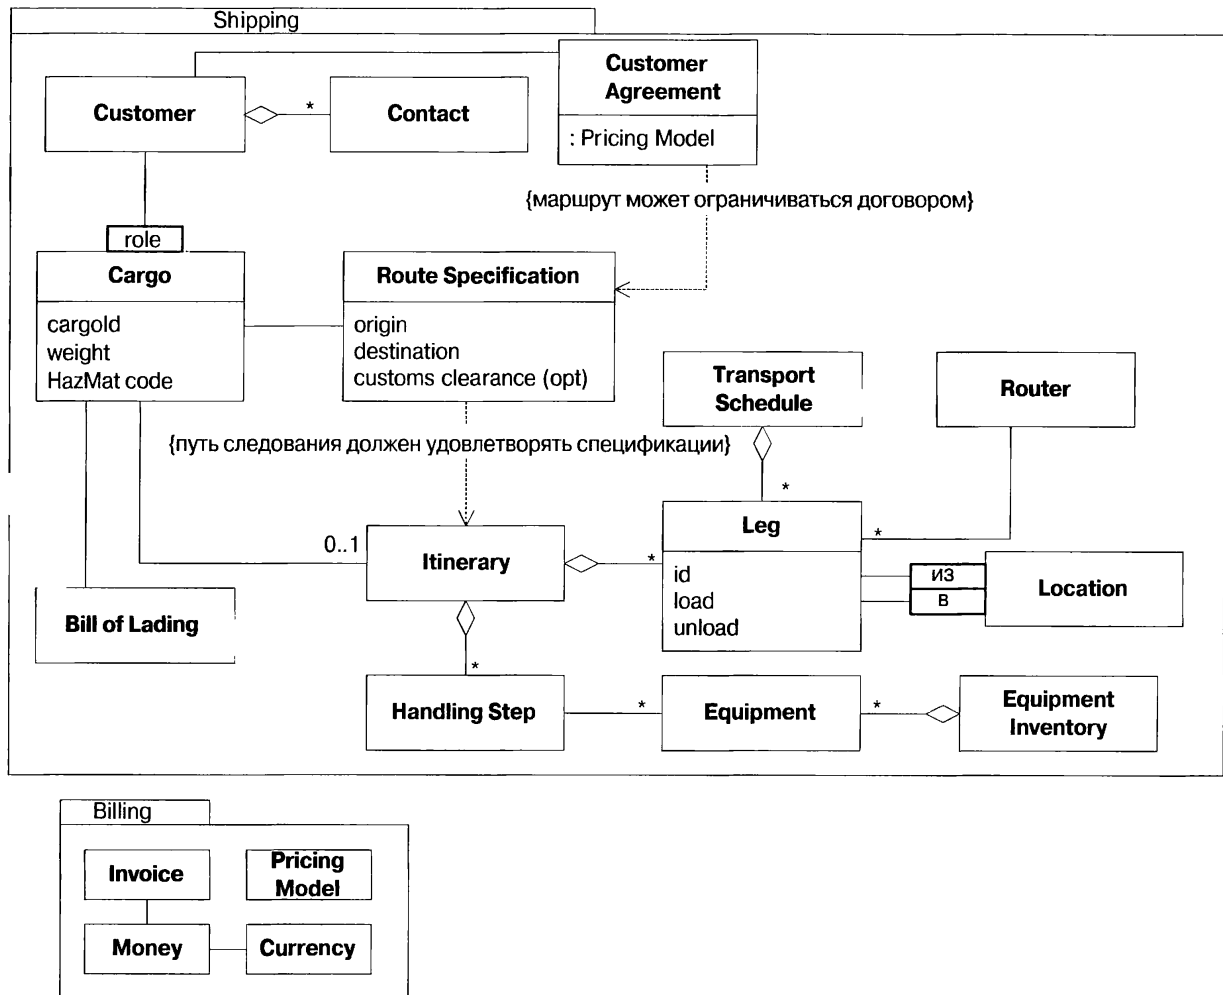 Shipping
Customer
Agreement
: Pricing Model
Customer
*
Contact
{маршрут может ограничиваться договором}
role
Cargo
cargoId
weight
HazMat code
Route Specification
origin
destination
customs clearance (opt)
Transport
Schedule
Router
{путь следования должен удовлетворять спецификации}
*
Leg
id
load
unload
*
0..1
Itinerary
*
из
в
Location
Bill of Lading
*
Handling Step
*
Equipment
*
Equipment
Inventory
Billing
Invoice
Pricing
Model
Money
Currency